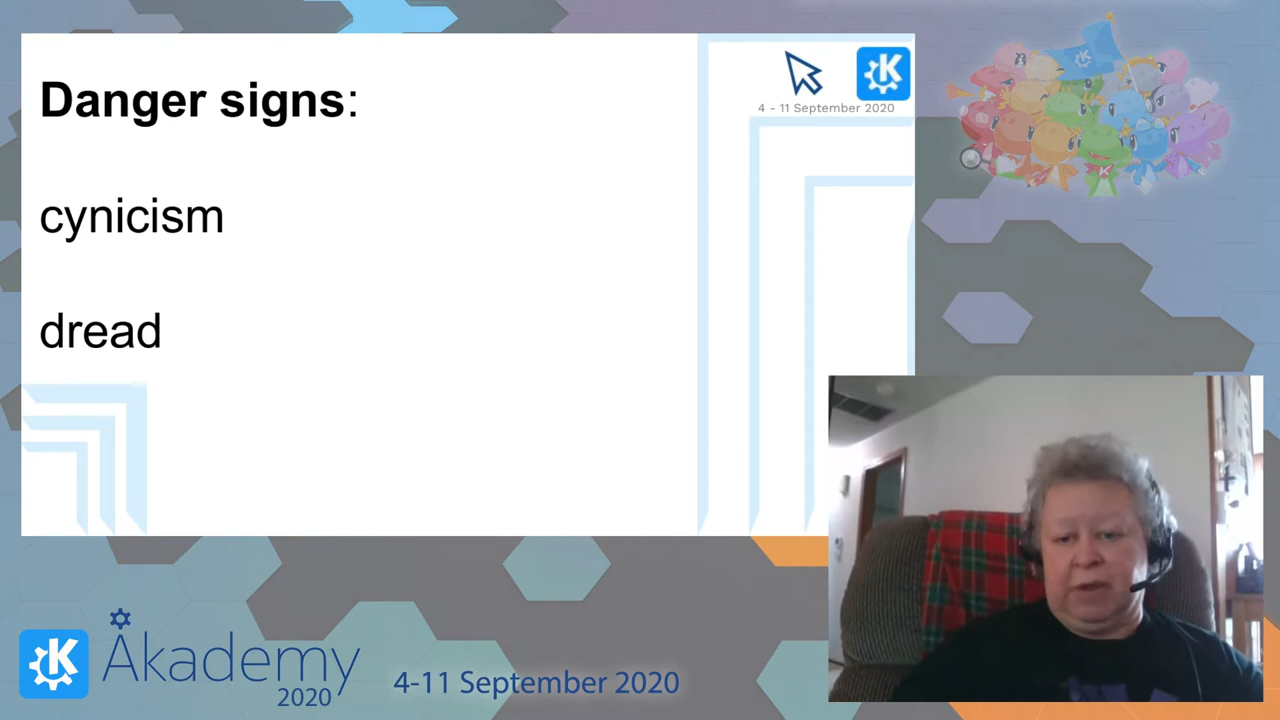 Danger signs:
cynicism
dread
4 - 11 September 2020
Akademy
2020
4-11 September 2020